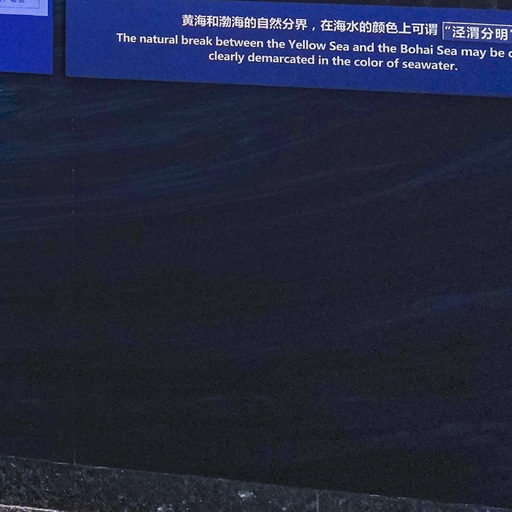 黄海和渤海的自然分界，在海水的颜色上可谓 "泾渭分明"
The natural break between the Yellow Sea and the Bohai Sea may be
clearly demarcated in the color of seawater.